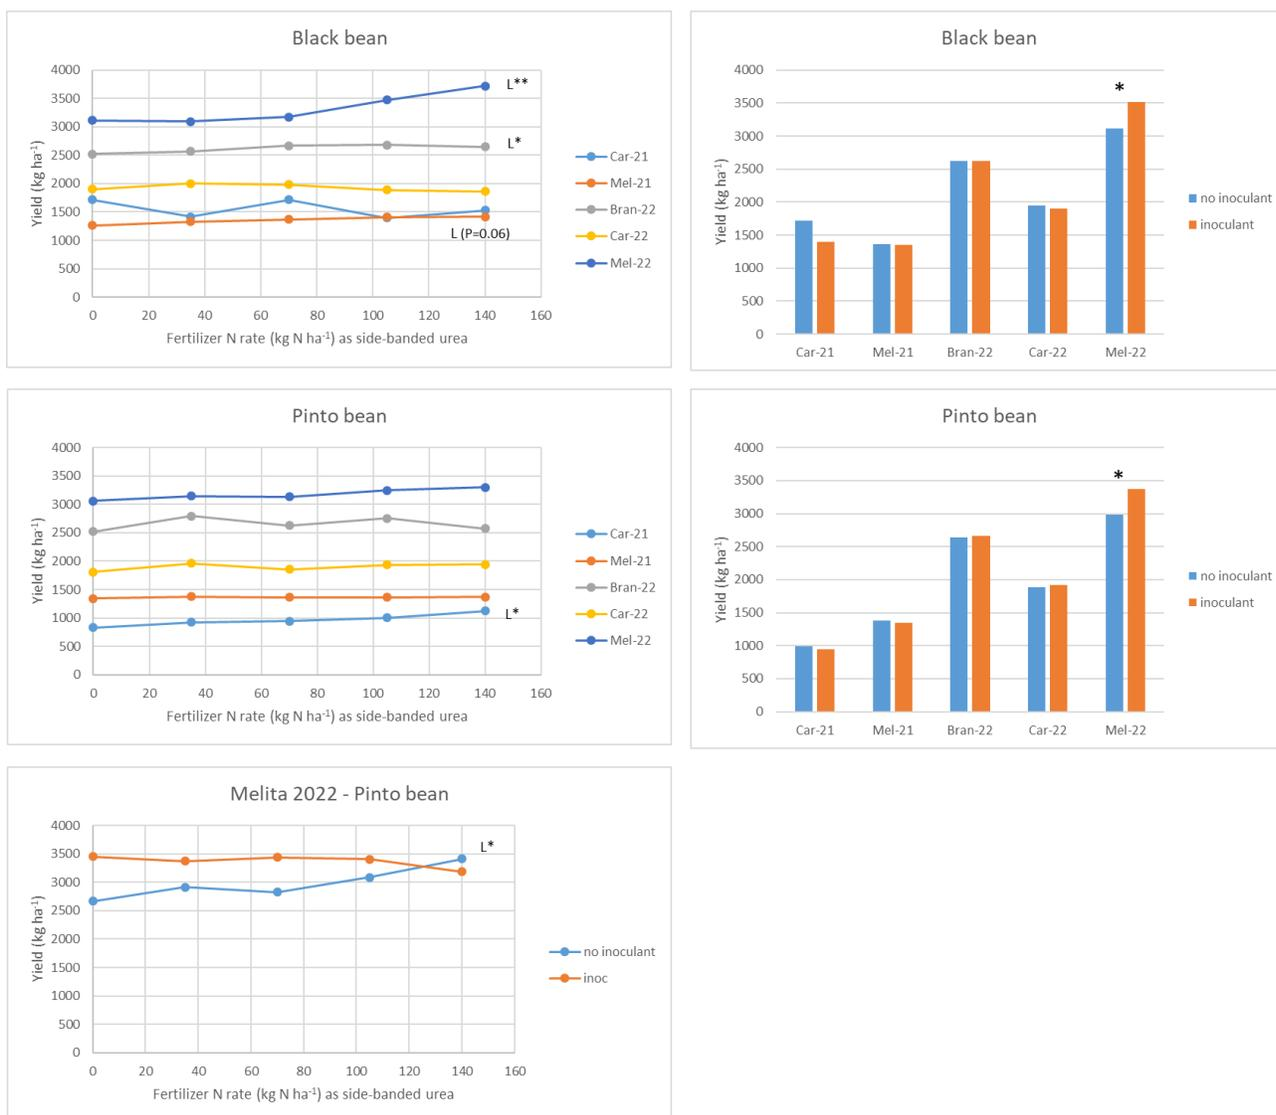 Black bean
4000
3500
3000
2500
2000
1500
1000
500
0
Yield (kg ha⁻¹)
L**
L*
L (P=0.06)
0 20 40 60 80 100 120 140 160
Fertilizer N rate (kg N ha⁻¹) as side-banded urea
Car-21
Mel-21
Bran-22
Car-22
Mel-22
Black bean
4000
3500
3000
2500
2000
1500
1000
500
0
Yield (kg ha⁻¹)
*
Car-21 Mel-21 Bran-22 Car-22 Mel-22
no inoculant
inoculant
Pinto bean
4000
3500
3000
2500
2000
1500
1000
500
0
Yield (kg ha⁻¹)
L*
0 20 40 60 80 100 120 140 160
Fertilizer N rate (kg N ha⁻¹) as side-banded urea
Car-21
Mel-21
Bran-22
Car-22
Mel-22
Pinto bean
4000
3500
3000
2500
2000
1500
1000
500
0
Yield (kg ha⁻¹)
*
Car-21 Mel-21 Bran-22 Car-22 Mel-22
no inoculant
inoculant
Melita 2022 - Pinto bean
4000
3500
3000
2500
2000
1500
1000
500
0
Yield (kg ha⁻¹)
L*
0 20 40 60 80 100 120 140 160
Fertilizer N rate (kg N ha⁻¹) as side-banded urea
no inoculant
inoc